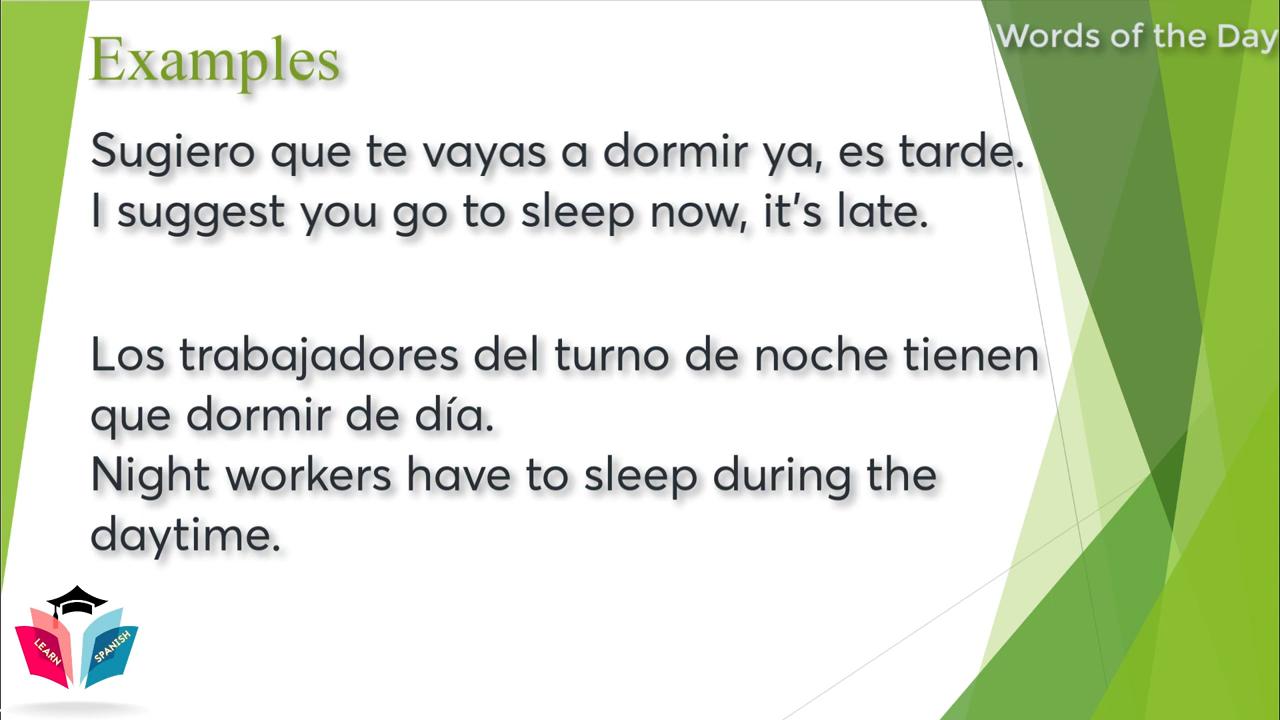 Examples
Words of the Day
Sugiero que te vayas a dormir ya, es tarde.
I suggest you go to sleep now, it's late.
Los trabajadores del turno de noche tienen
que dormir de día.
Night workers have to sleep during the
daytime.
LEARN
SPANISH